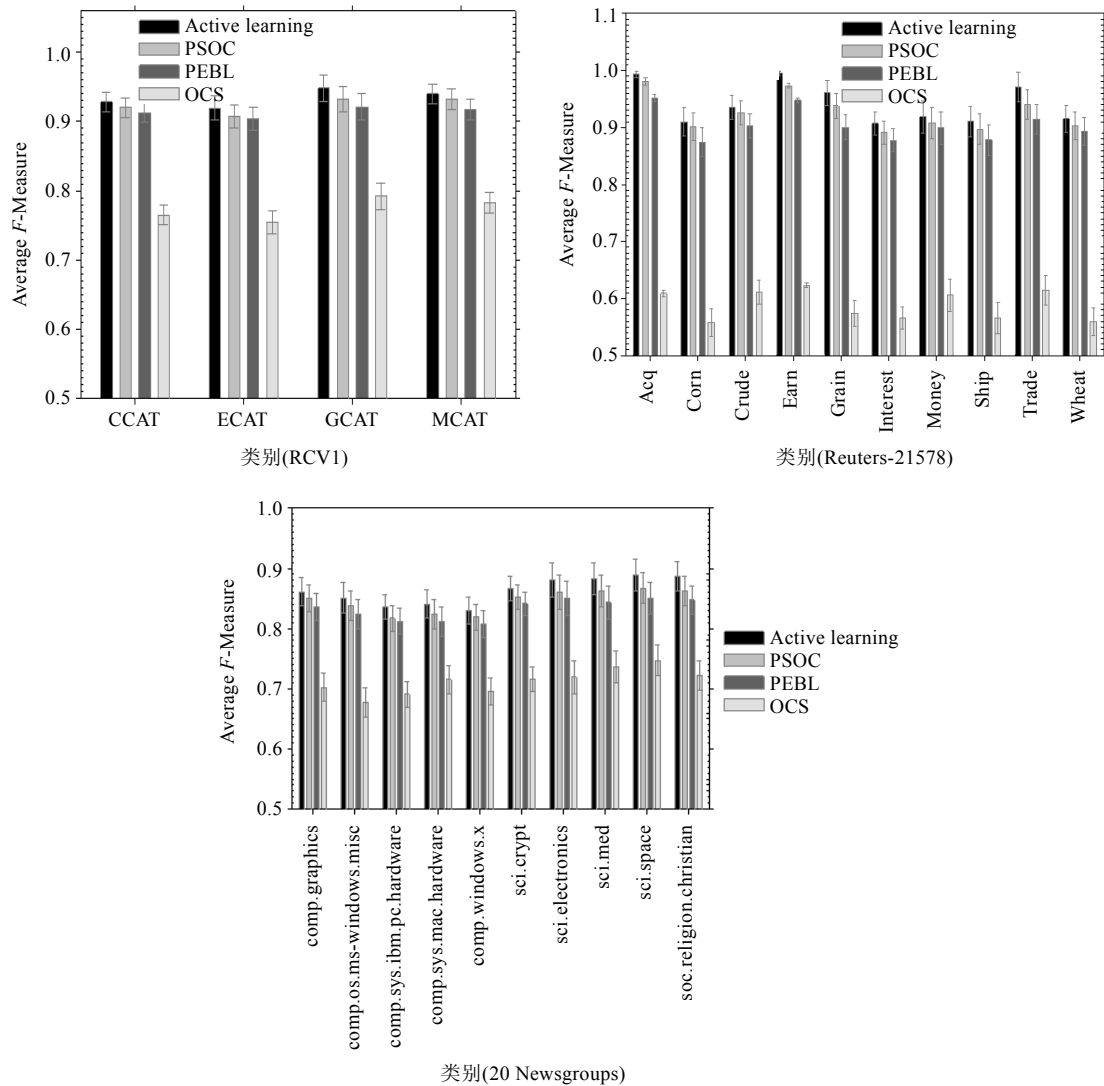 Active learning
PSOC
PEBL
OCS
1.0
0.9
0.8
0.7
0.6
0.5
Average F-Measure
CCAT ECAT GCAT MCAT
类别(RCV1)
Active learning
PSOC
PEBL
OCS
1.1
1.0
0.9
0.8
0.7
0.6
0.5
Average F-Measure
Acq
Corn
Crude
Earn
Grain
Interest
Money
Ship
Trade
Wheat
类别(Reuters-21578)
1.0
0.9
0.8
0.7
0.6
0.5
Average F-Measure
Active learning
PSOC
PEBL
OCS
comp.graphics
comp.os.ms-windows.misc
comp.sys.ibm.pc.hardware
comp.sys.mac.hardware
comp.windows.x
sci.crypt
sci.electronics
sci.med
sci.space
soc.religion.christian
类别(20 Newsgroups)